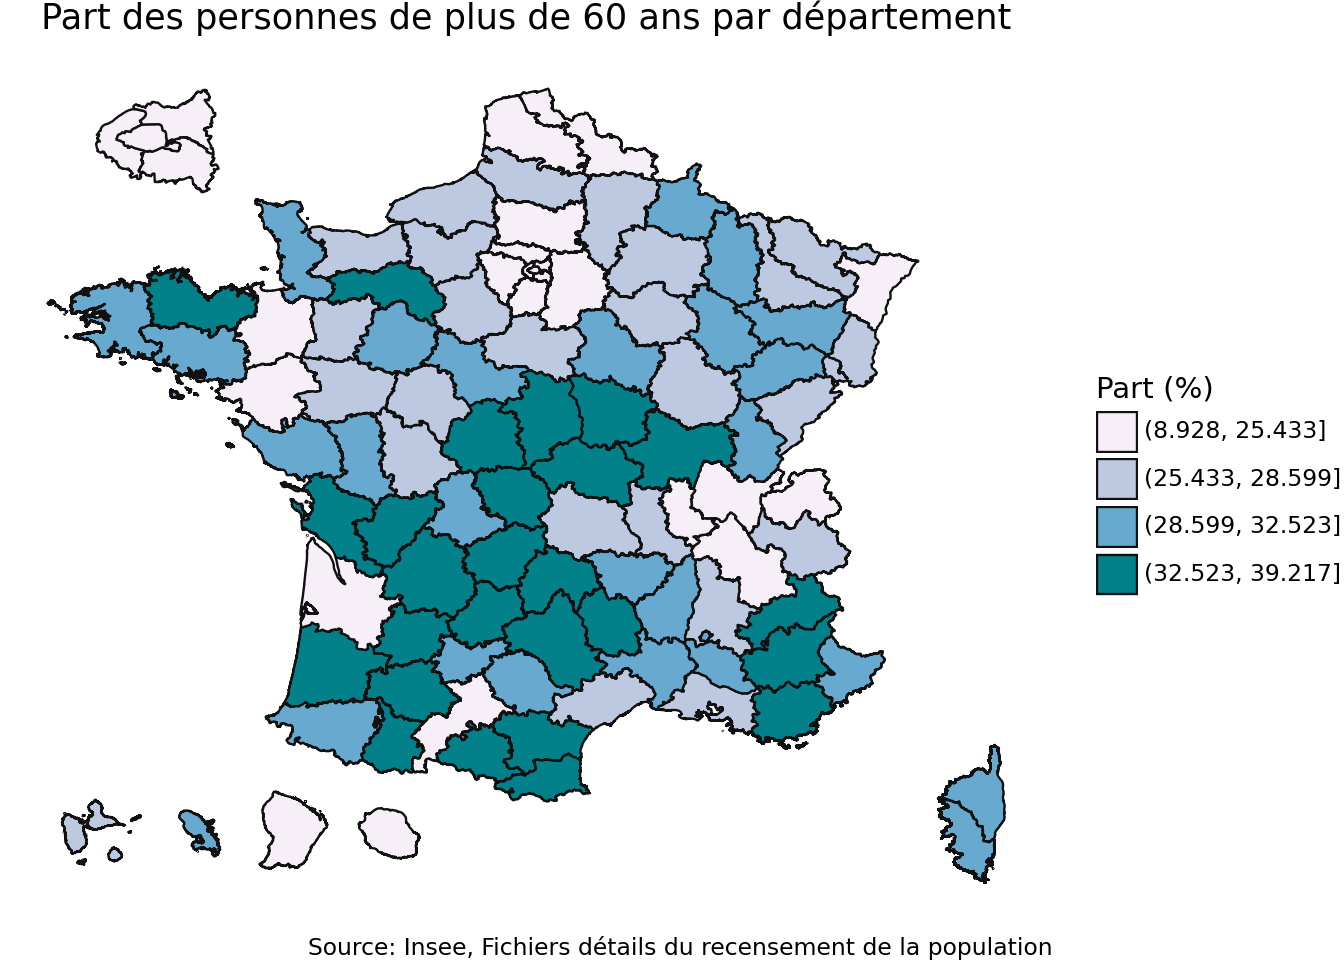 Part des personnes de plus de 60 ans par département
Part (%)
(8.928, 25.433]
(25.433, 28.599]
(28.599, 32.523]
(32.523, 39.217]
Source: Insee, Fichiers détails du recensement de la population